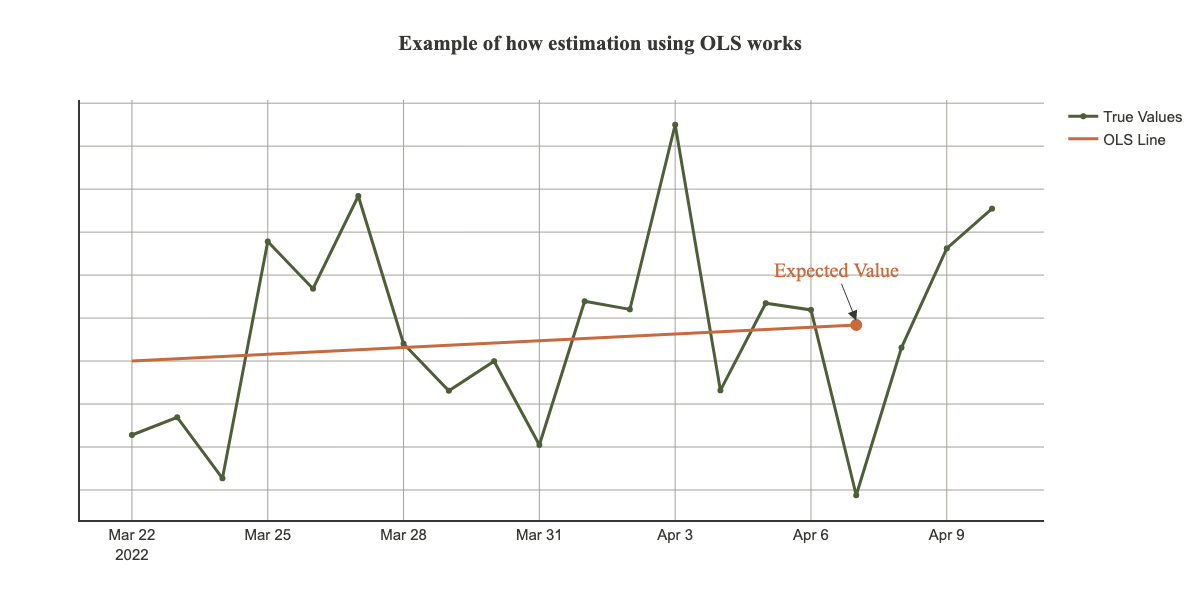 Example of how estimation using OLS works
True Values
OLS Line
Expected Value
Mar 22
2022
Mar 25
Mar 28
Mar 31
Apr 3
Apr 6
Apr 9